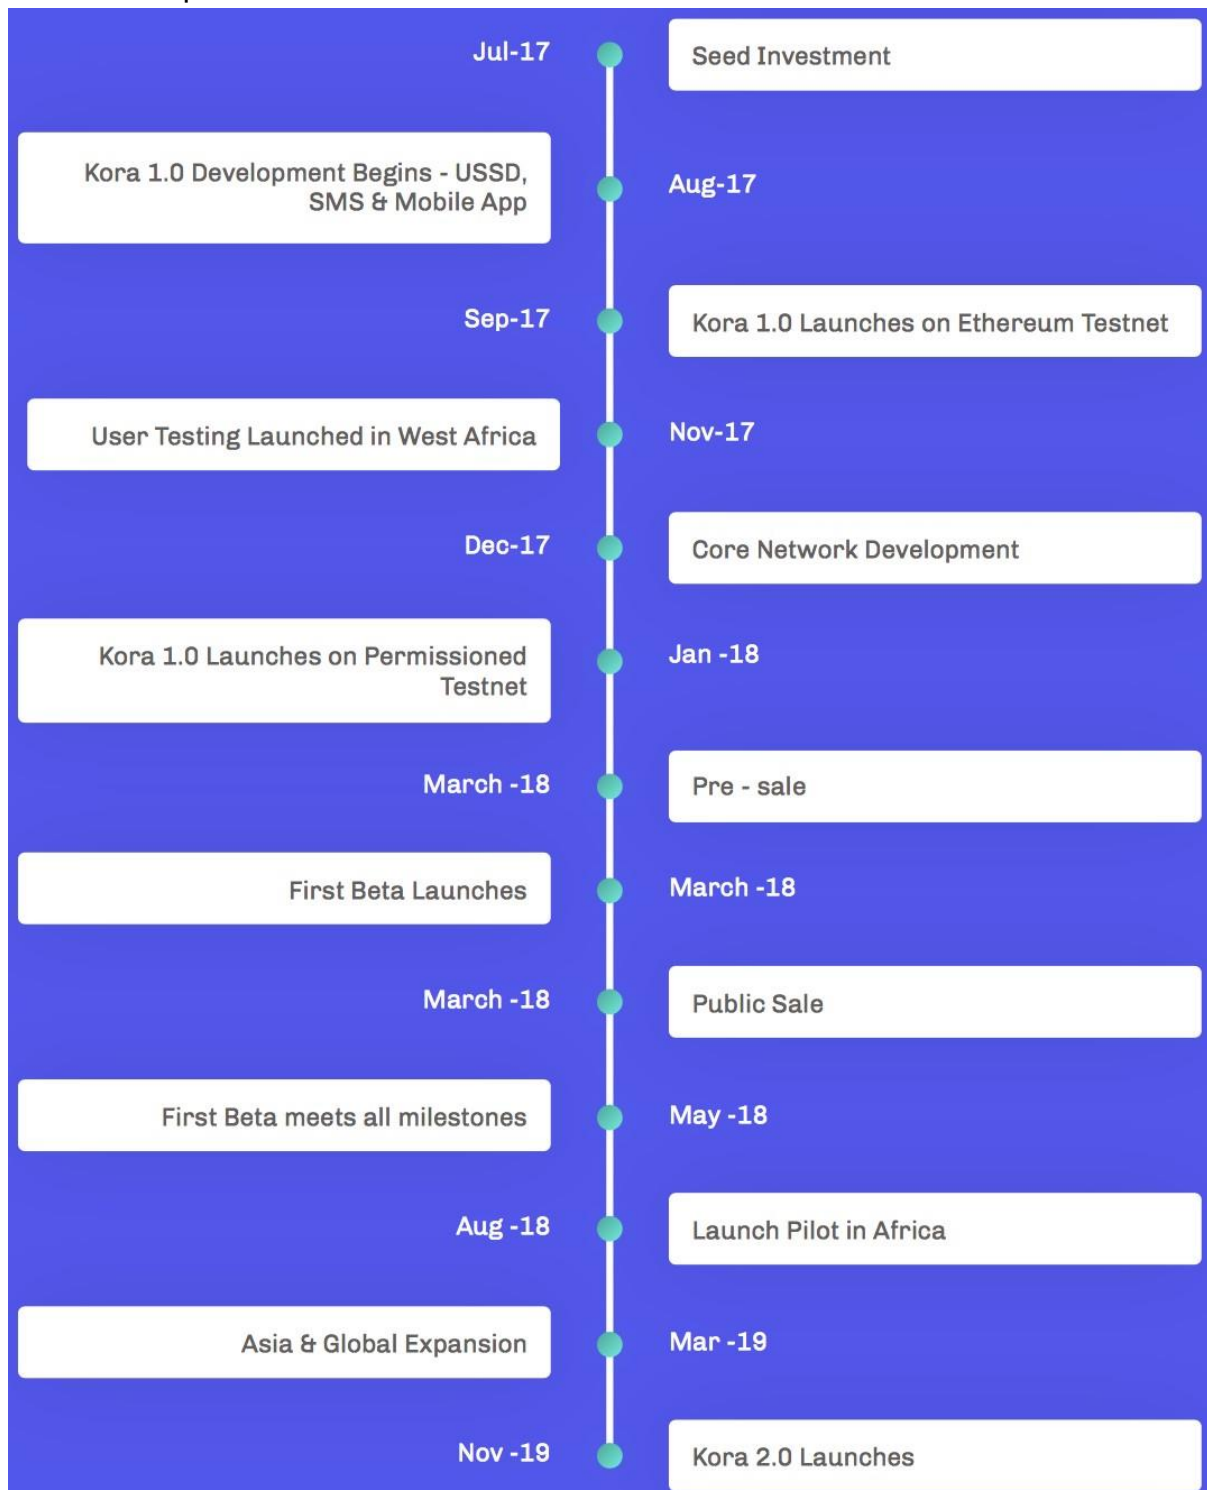 Jul-17
Seed Investment
Kora 1.0 Development Begins - USSD,
SMS & Mobile App
Aug-17
Sep-17
Kora 1.0 Launches on Ethereum Testnet
User Testing Launched in West Africa
Nov-17
Dec-17
Core Network Development
Kora 1.0 Launches on Permissioned
Testnet
Jan -18
March -18
Pre - sale
First Beta Launches
March -18
March -18
Public Sale
First Beta meets all milestones
May -18
Aug -18
Launch Pilot in Africa
Asia & Global Expansion
Mar -19
Nov -19
Kora 2.0 Launches